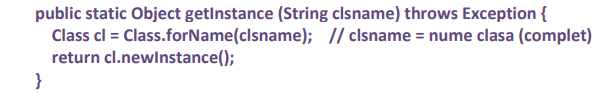 public static Object getInstance (String clsname) throws Exception {
Class cl = Class.forName(clsname);   // clsname = nume clasa (complet)
return cl.newInstance();
}